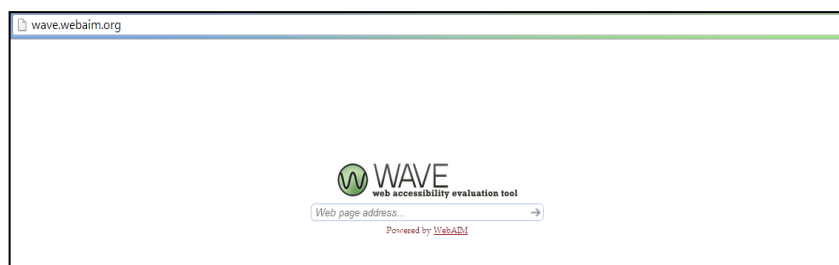 wave.webaim.org
WAVE
web accessibility evaluation tool
Web page address...
Powered by WebAIM